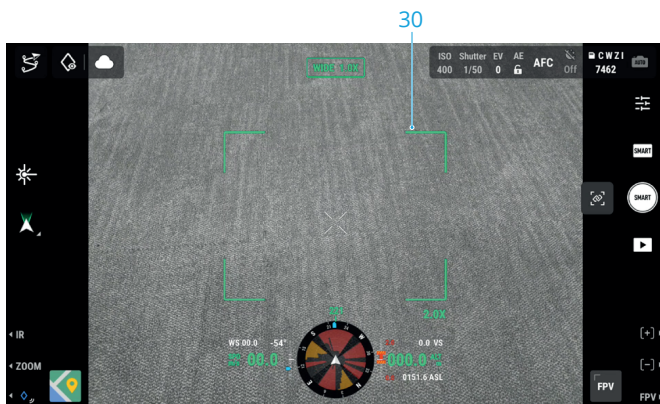 30
WIDE 1.0X
ISO Shutter EV AE
400 1/50 0
AFC
Off
C W Z I
7462
AUTO
SMART
SMART
2.0X
IR
ZOOM
WS 00.0 -54°
00.0
0.0 VS
000.0
0151.6 ASL
S
W
N
E
[+]
[−]
FPV
FPV